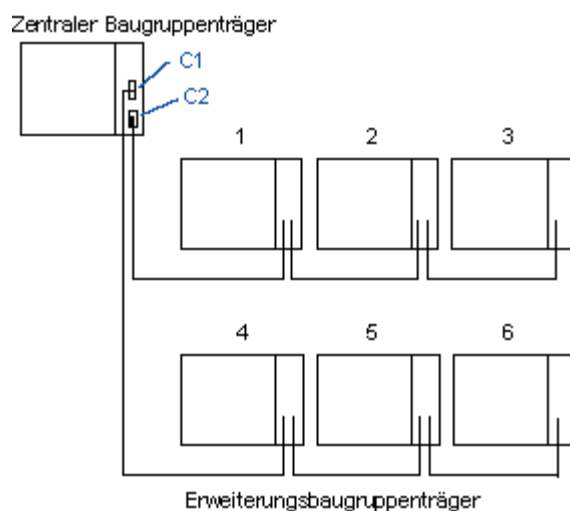 Zentraler Baugruppenträger
C1
C2
1 2 3
4 5 6
Erweiterungsbaugruppenträger